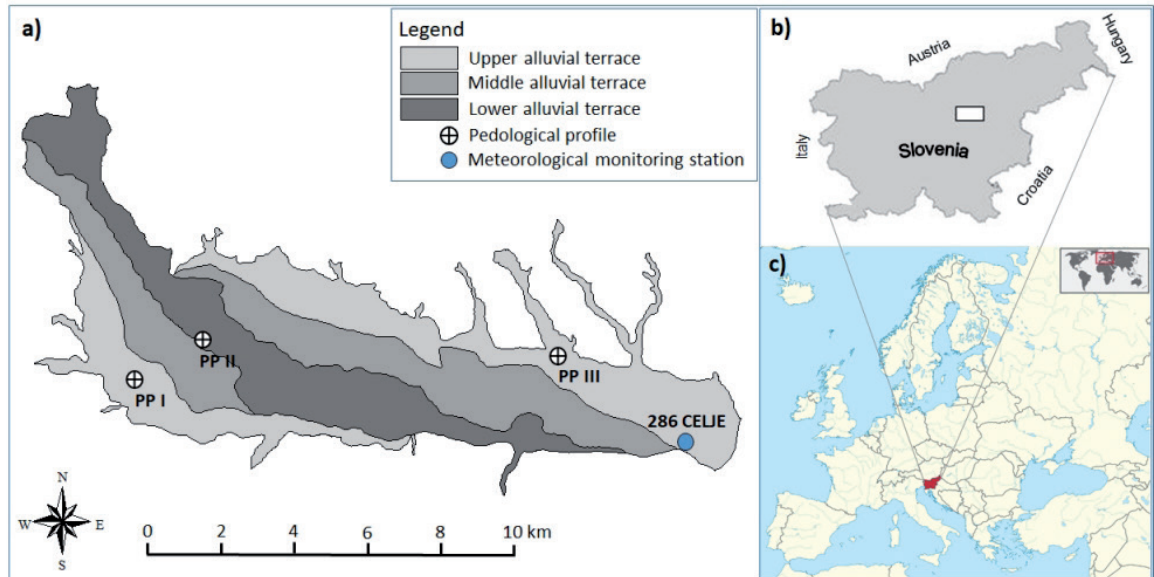 a)
Legend
Upper alluvial terrace
Middle alluvial terrace
Lower alluvial terrace
Pedological profile
Meteorological monitoring station
PP I
PP II
PP III
286 CELJE
N
W E
S
0 2 4 6 8 10 km
b)
Austria
Hungary
Italy
Slovenia
Croatia
c)